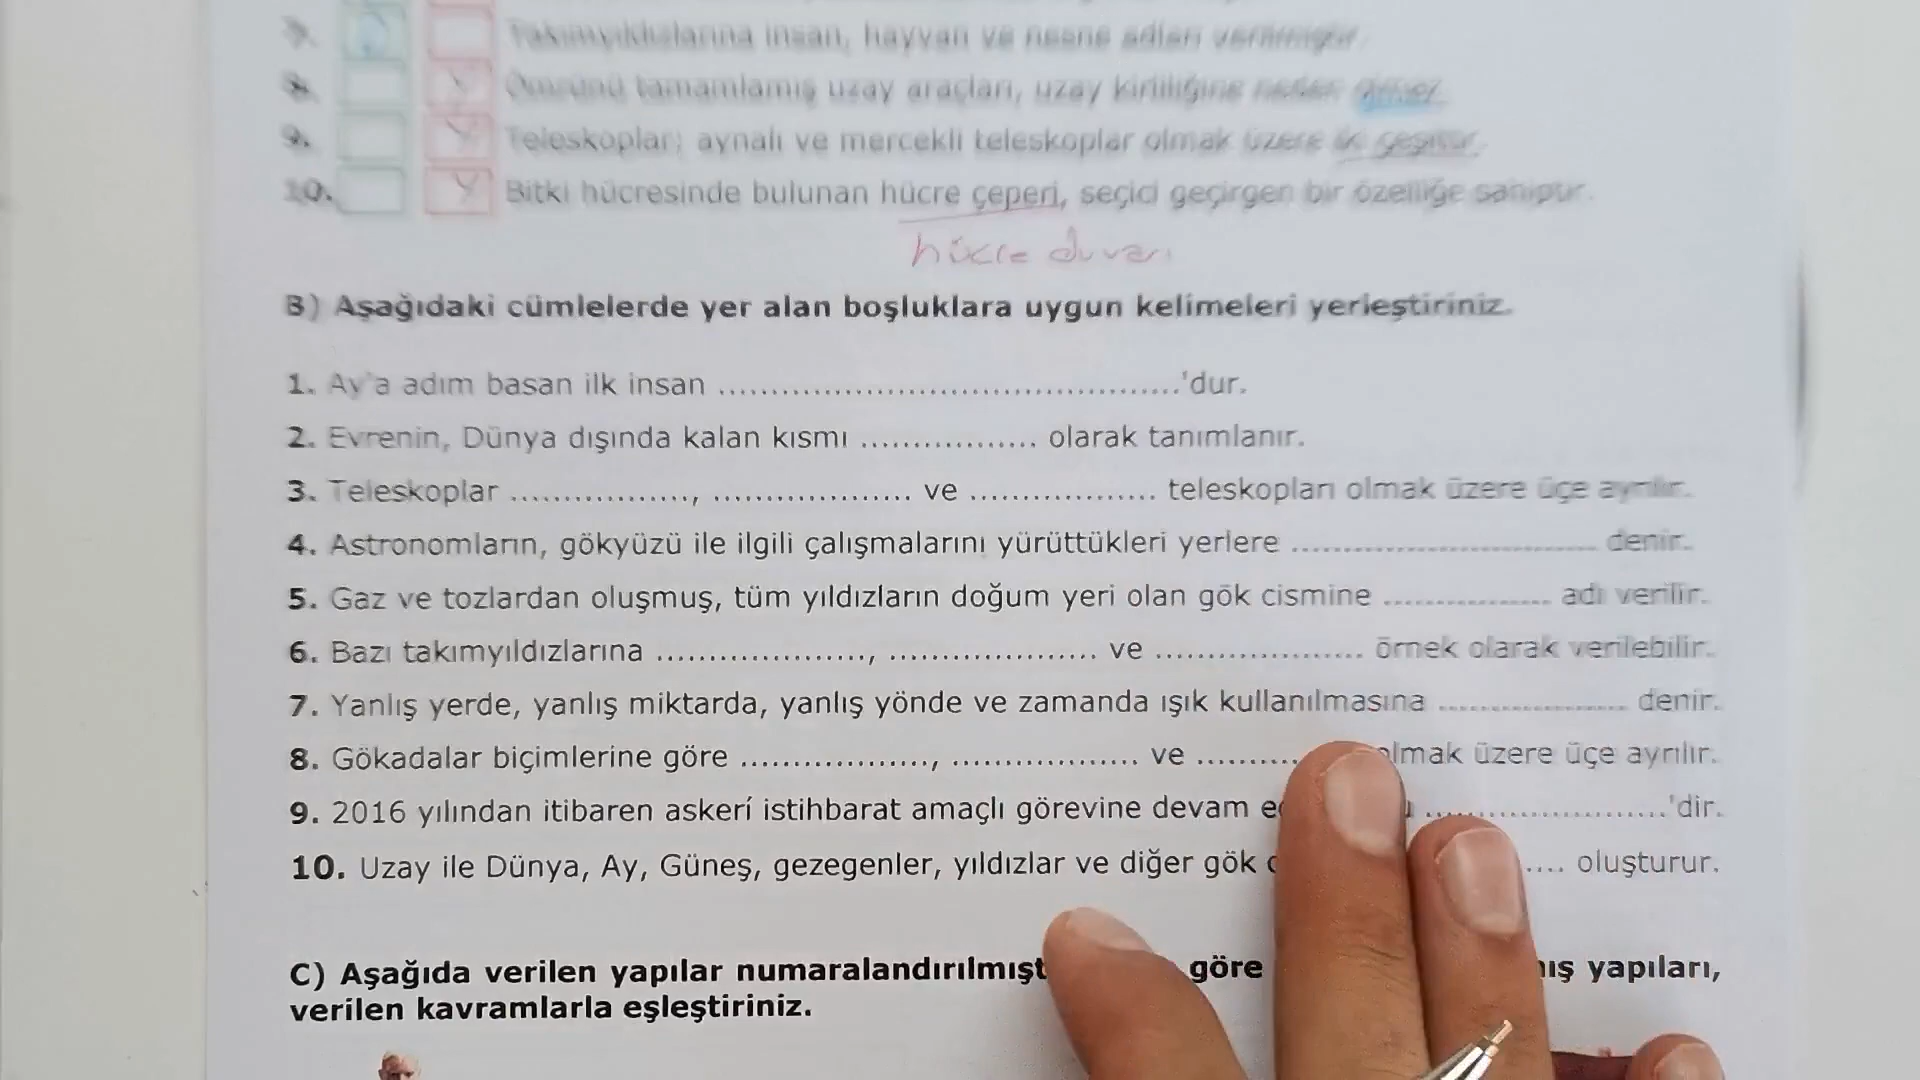 7. Takımyıldızlarına insan, hayvan ve nesne adları verilmiştir.
8. Ömrünü tamamlamış uzay araçları, uzay kirliliğine neden
9. Teleskoplar; aynalı ve mercekli teleskoplar olmak üzere iki çeşittir.
10. Bitki hücresinde bulunan hücre çeperi, seçici geçirgen bir özelliğe sahiptir.
hücre duvarı
B) Aşağıdaki cümlelerde yer alan boşluklara uygun kelimeleri yerleştiriniz.
1. Ay'a adım basan ilk insan ..............................................'dur.
2. Evrenin, Dünya dışında kalan kısmı ................. olarak tanımlanır.
3. Teleskoplar .................., .................... ve ................... teleskopları olmak üzere üçe ayrılır.
4. Astronomların, gökyüzü ile ilgili çalışmalarını yürüttükleri yerlere ............................... denir.
5. Gaz ve tozlardan oluşmuş, tüm yıldızların doğum yeri olan gök cismine ................. adı verilir.
6. Bazı takımyıldızlarına ....................., ..................... ve ..................... örnek olarak verilebilir.
7. Yanlış yerde, yanlış miktarda, yanlış yönde ve zamanda ışık kullanılmasına ................... denir.
8. Gökadalar biçimlerine göre ..................., ................... ve .......... olmak üzere üçe ayrılır.
9. 2016 yılından itibaren askerí istihbarat amaçlı görevine devam ........................'dir.
10. Uzay ile Dünya, Ay, Güneş, gezegenler, yıldızlar ve diğer gök .... oluşturur.
C) Aşağıda verilen yapılar göre yapıları,
verilen kavramlarla eşleştiriniz.